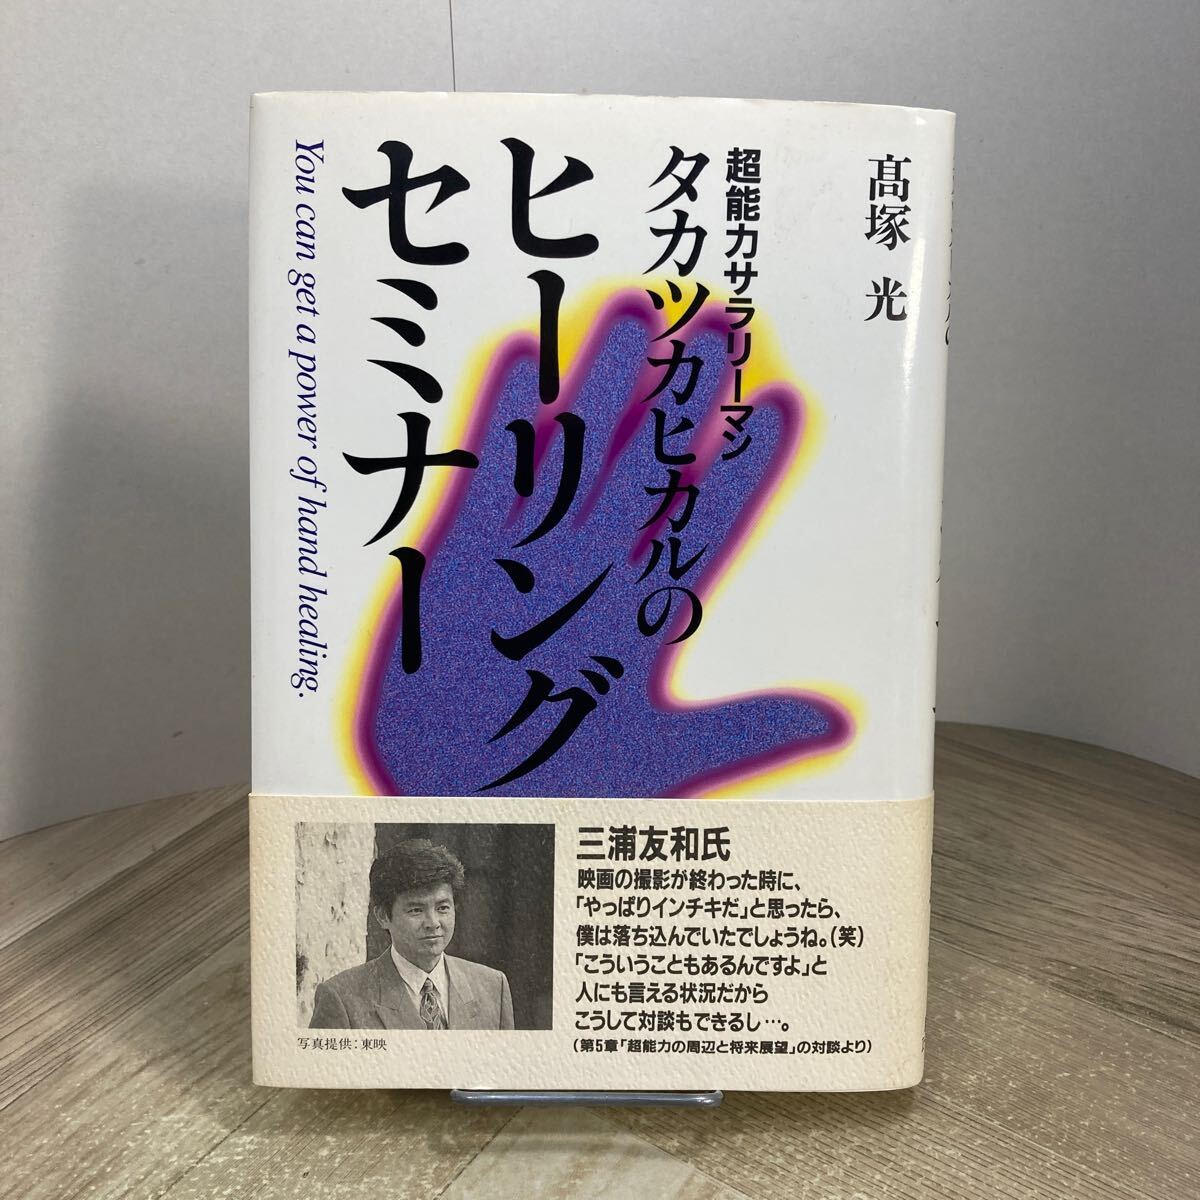 髙塚 光
超能力サラリーマン
タカツカヒカルの
ヒーリング
セミナー
You can get a power of hand healing.
三浦友和氏
映画の撮影が終わった時に、
「やっぱりインチキだ」と思ったら、
僕は落ち込んでいたでしょうね。(笑)
「こういうこともあるんですよ」と
人にも言える状況だから
こうして対談もできるし…。
(第5章「超能力の周辺と将来展望」の対談より)
写真提供：東映